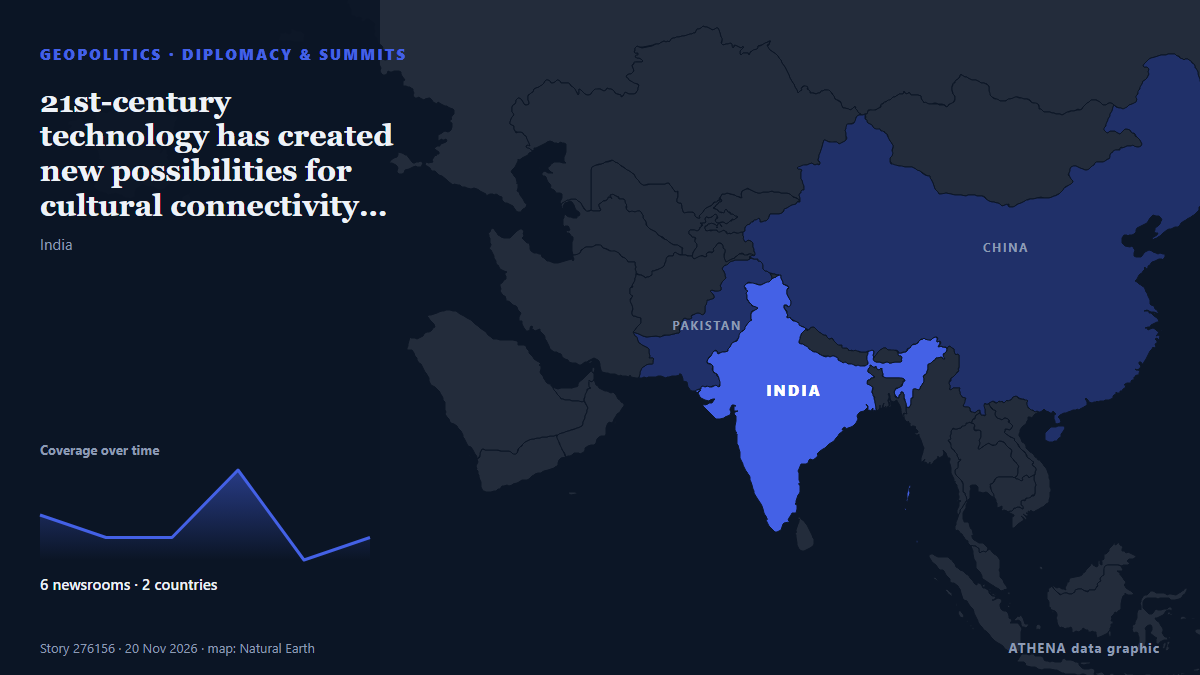 GEOPOLITICS · DIPLOMACY & SUMMITS
21st-century
technology has created
new possibilities for
cultural connectivity...
India
CHINA
PAKISTAN
INDIA
Coverage over time
6 newsrooms · 2 countries
Story 276156 · 20 Nov 2026 · map: Natural Earth
ATHENA data graphic